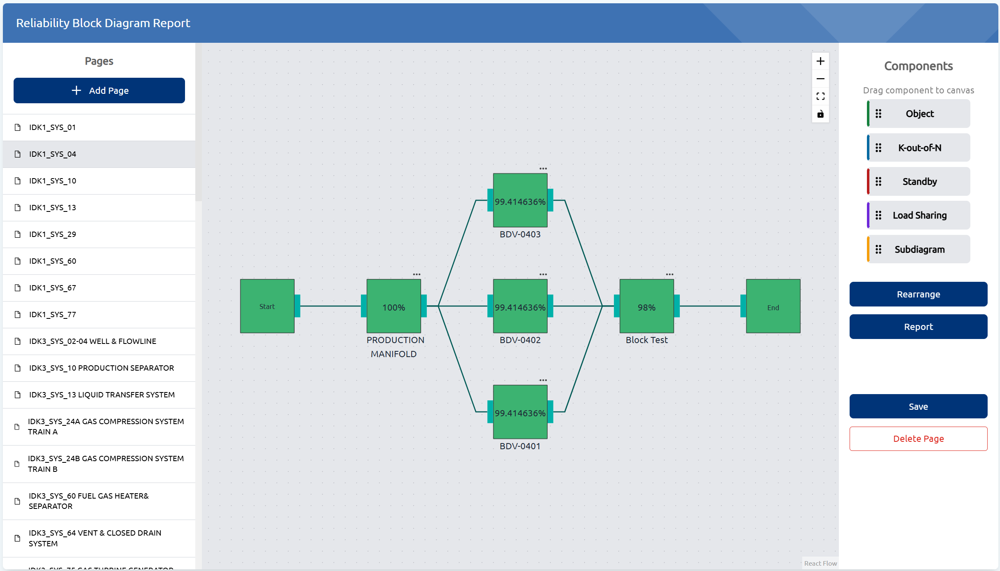 Reliability Block Diagram Report
Pages
Add Page
IDK1_SYS_01
IDK1_SYS_04
IDK1_SYS_10
IDK1_SYS_13
IDK1_SYS_29
IDK1_SYS_60
IDK1_SYS_67
IDK1_SYS_77
IDK3_SYS_02-04 WELL & FLOWLINE
IDK3_SYS_10 PRODUCTION SEPARATOR
IDK3_SYS_13 LIQUID TRANSFER SYSTEM
IDK3_SYS_24A GAS COMPRESSION SYSTEM
TRAIN A
IDK3_SYS_24B GAS COMPRESSION SYSTEM
TRAIN B
IDK3_SYS_60 FUEL GAS HEATER&
SEPARATOR
IDK3_SYS_64 VENT & CLOSED DRAIN
SYSTEM
IDK3_SYS_75 GAS TURBINE GENERATOR
99.414636%
BDV-0403
Start
100%
PRODUCTION
MANIFOLD
99.414636%
BDV-0402
98%
Block Test
End
99.414636%
BDV-0401
React Flow
Components
Drag component to canvas
Object
K-out-of-N
Standby
Load Sharing
Subdiagram
Rearrange
Report
Save
Delete Page